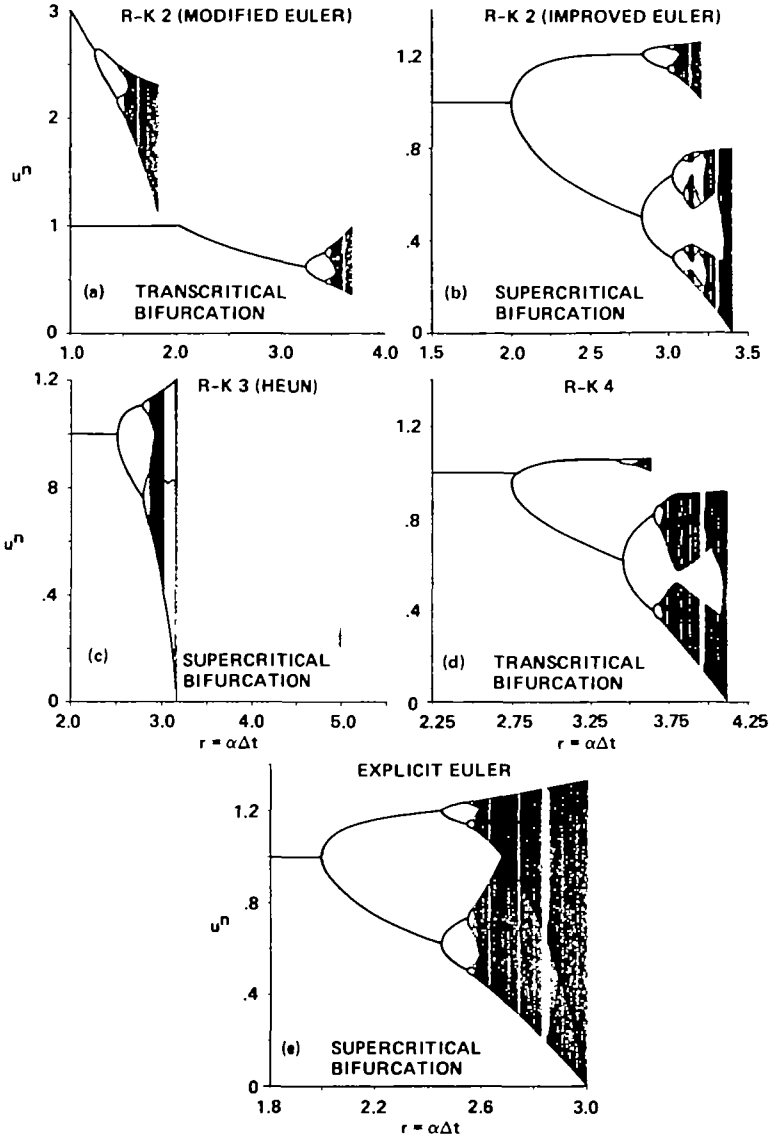 R-K 2 (MODIFIED EULER)
3
2
1
0
uⁿ
(a) TRANSCRITICAL
BIFURCATION
1.0 2.0 3.0 4.0
R-K 2 (IMPROVED EULER)
1.2
.8
.4
0
(b) SUPERCRITICAL
BIFURCATION
1.5 2.0 2 5 3.0 3.5
R-K 3 (HEUN)
1.2
8
.4
0
uⁿ
(c) SUPERCRITICAL
BIFURCATION
2.0 3.0 4.0 5.0
r = αΔt
R-K 4
1.2
.8
.4
0
(d) TRANSCRITICAL
BIFURCATION
2.25 2.75 3.25 3.75 4.25
r = αΔt
EXPLICIT EULER
1.2
.8
.4
0
uⁿ
(e) SUPERCRITICAL
BIFURCATION
1.8 2.2 2.6 3.0
r = αΔt